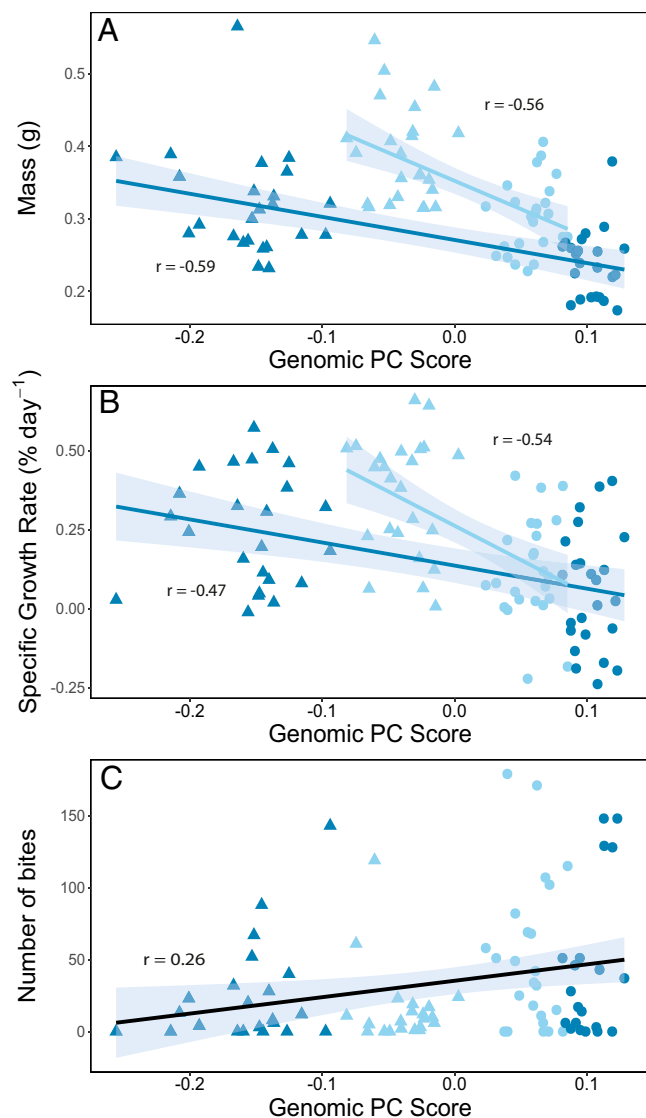 A
Mass (g)
0.5
0.4
0.3
0.2
r = -0.56
r = -0.59
-0.2 -0.1 0.0 0.1
Genomic PC Score
B
Specific Growth Rate (% day⁻¹)
0.50
0.25
0.00
-0.25
r = -0.54
r = -0.47
-0.2 -0.1 0.0 0.1
Genomic PC Score
C
Number of bites
150
100
50
0
r = 0.26
-0.2 -0.1 0.0 0.1
Genomic PC Score